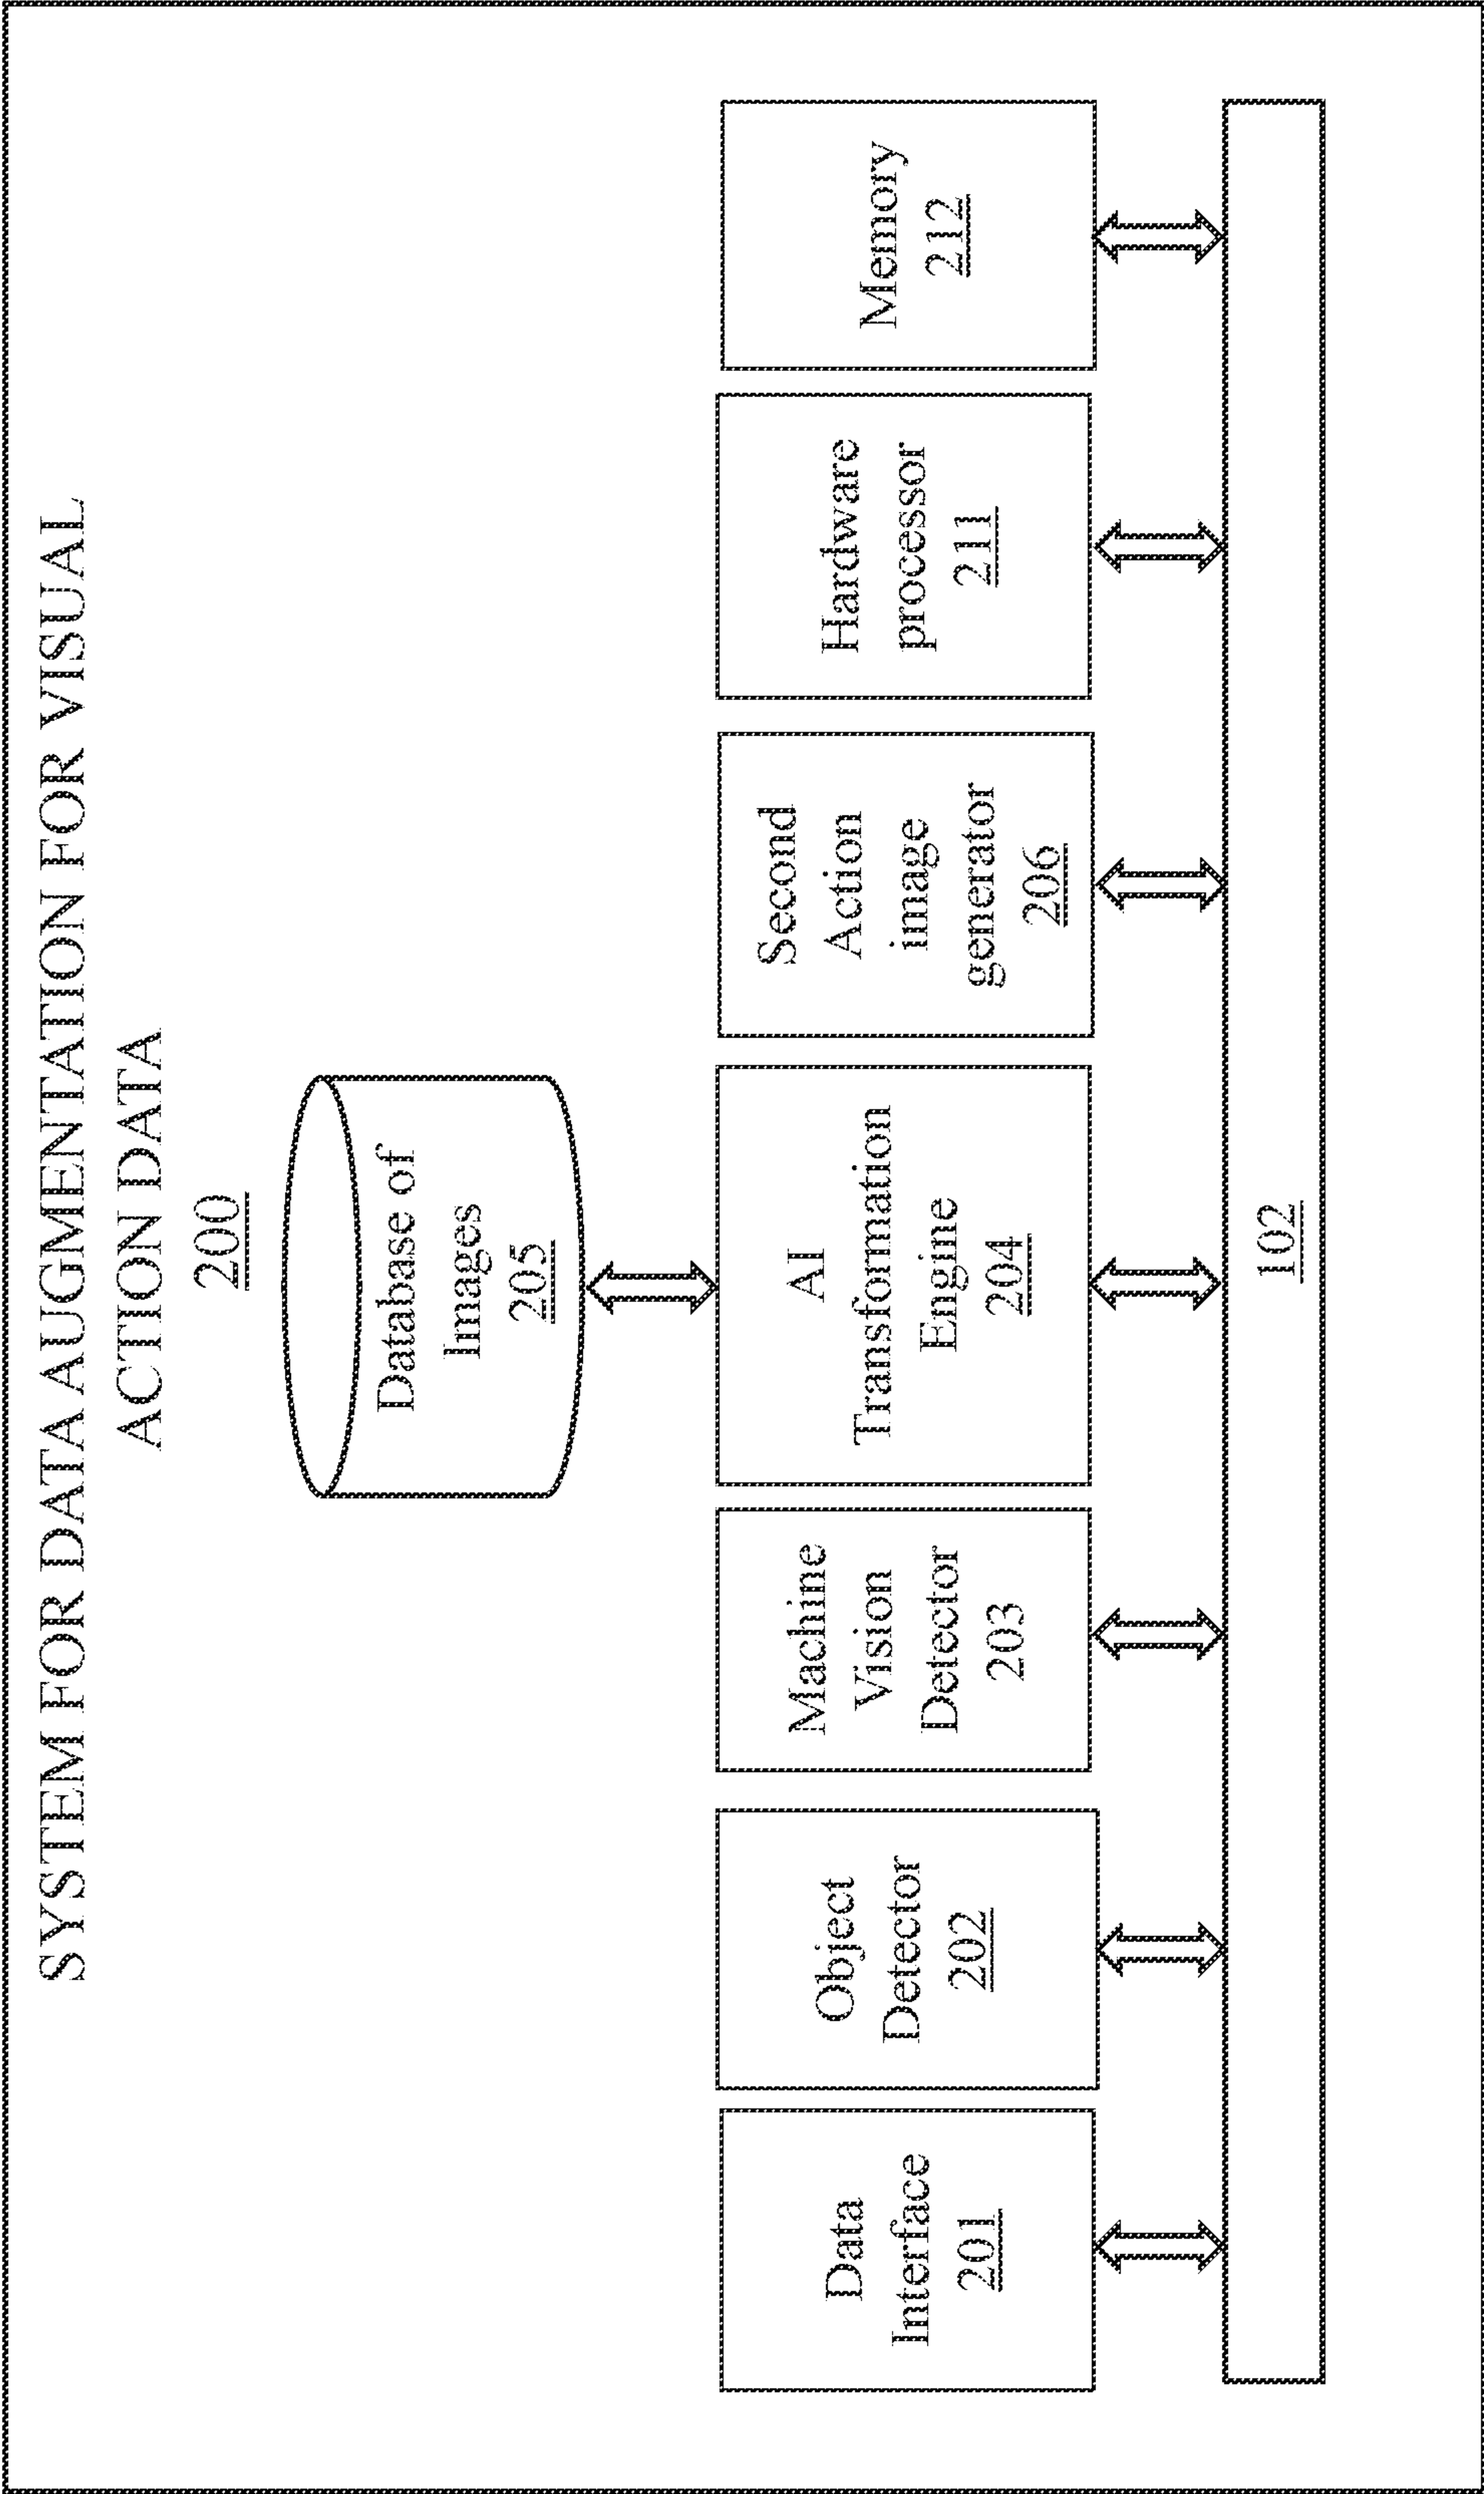 SYSTEM FOR DATA AUGMENTATION FOR VISUAL
ACTION DATA
200
Database of
Images
205
Data
Interface
201
Object
Detector
202
Machine
Vision
Detector
203
AI
Transformation
Engine
204
Second
Action
image
generator
206
Hardware
processor
211
Memory
212
102